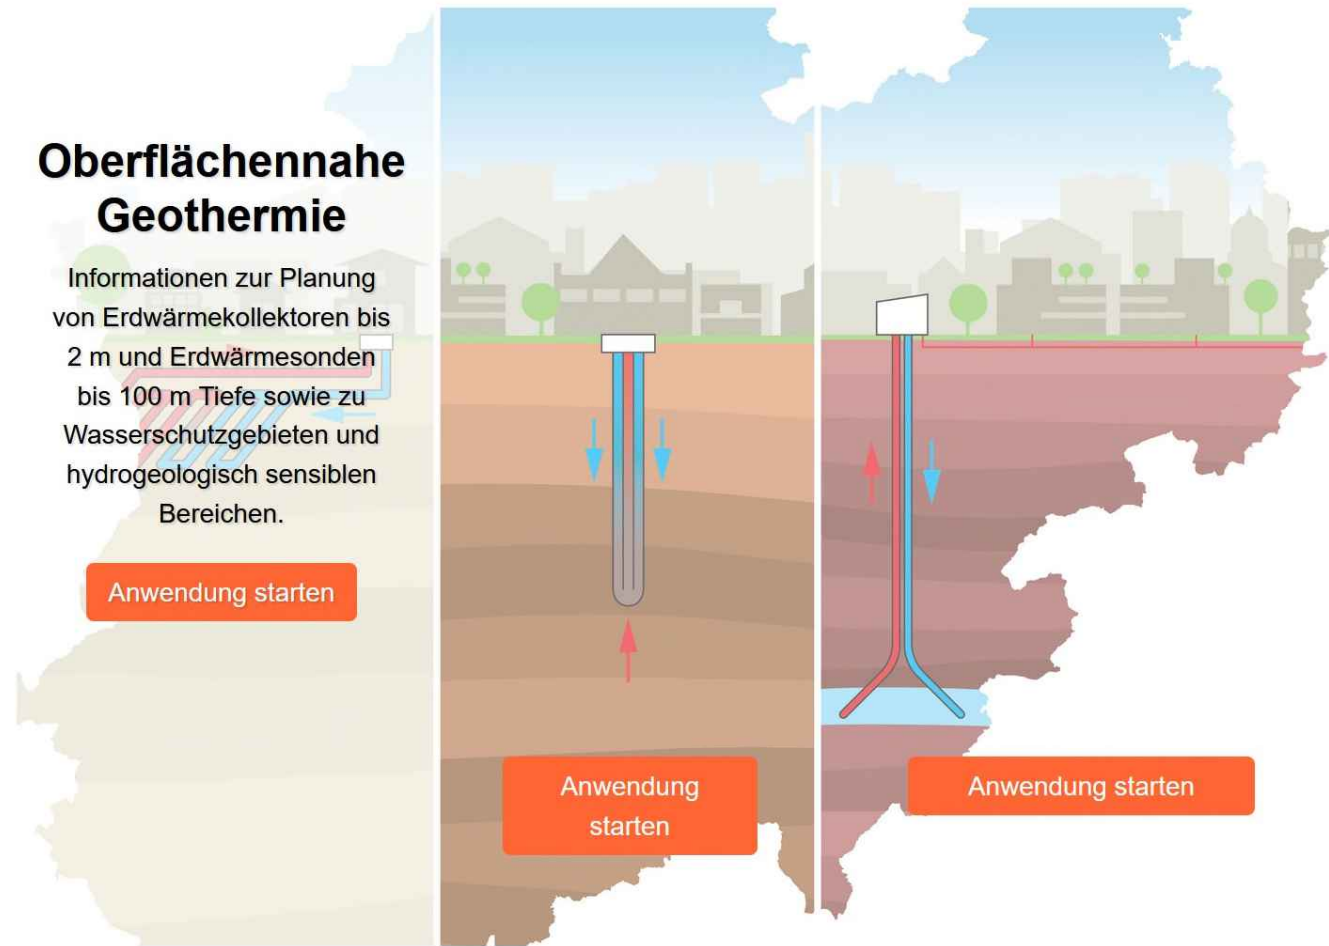 Oberflächennahe
Geothermie
Informationen zur Planung
von Erdwärmekollektoren bis
2 m und Erdwärmesonden
bis 100 m Tiefe sowie zu
Wasserschutzgebieten und
hydrogeologisch sensiblen
Bereichen.
Anwendung starten
Anwendung
starten
Anwendung starten